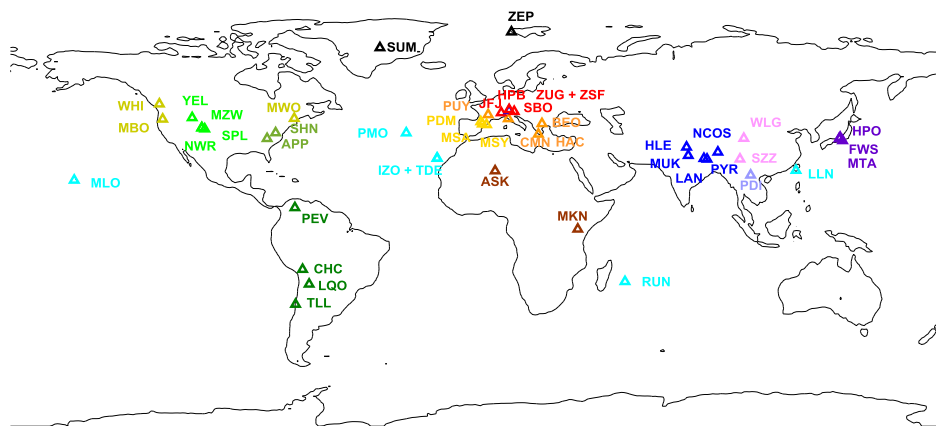 ZEP
SUM
HPB
ZUG + ZSF
YEL
WHI
MZW
MWO
PUY
JFJ
SBO
MBO
SPL
SHN
PMO
PDM
BEO
WLG
HPO
NWR
APP
MSA
MSY
CMN
HAC
HLE
NCOS
FWS
MUK
SZZ
MTA
IZO + TDE
ASK
LAN
PYR
PDI
LLN
MLO
PEV
MKN
CHC
LQO
RUN
TLL